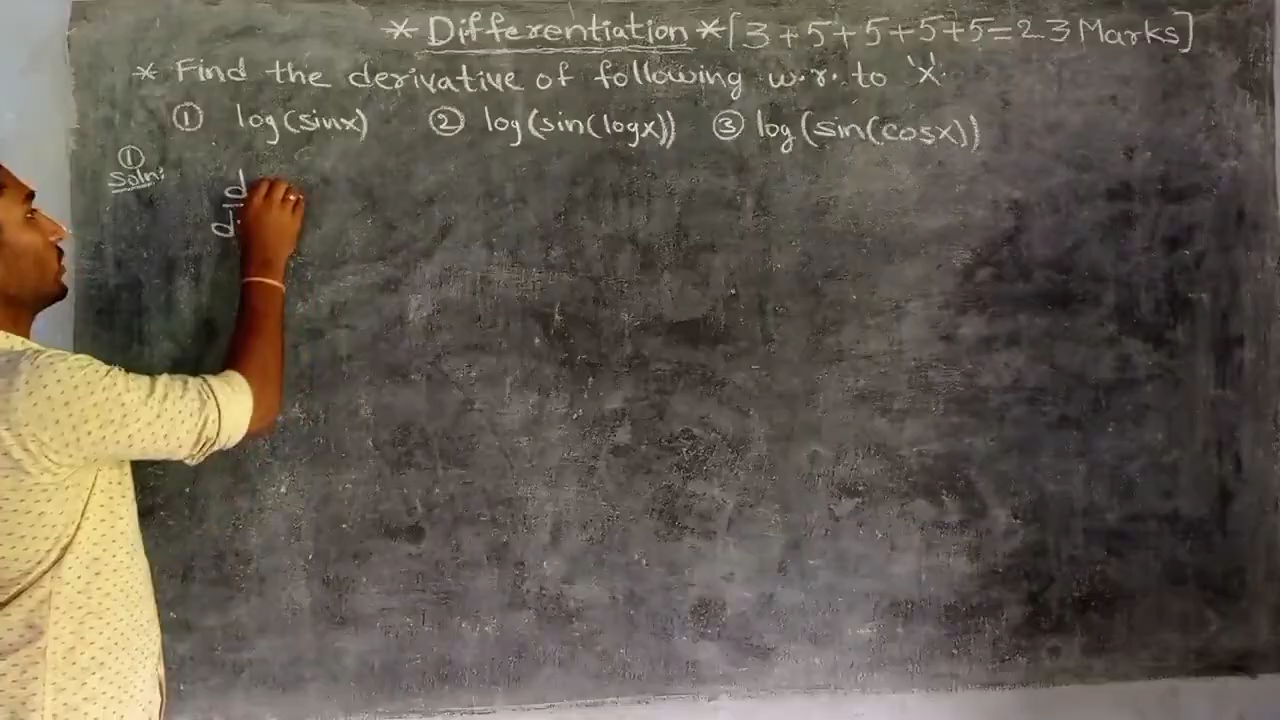 * Differentiation * [3+5+5+5+5=23 Marks]
* Find the derivative of following w.r. to 'x'.
① log(sinx) ② log(sin(logx)) ③ log(sin(cosx))
①
Soln:
d
d